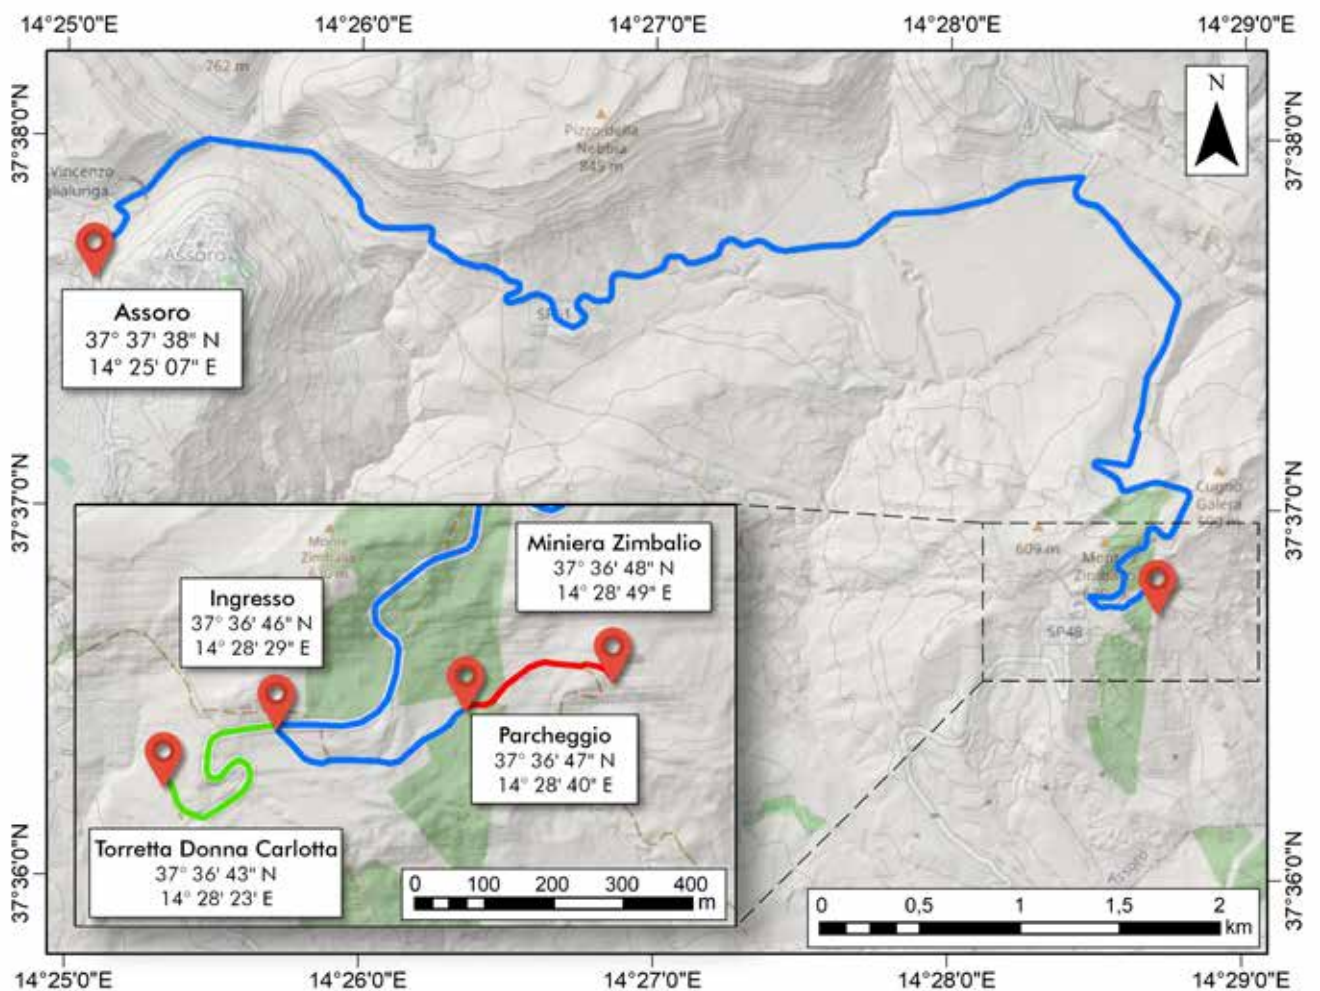 14°25'0"E 14°26'0"E 14°27'0"E 14°28'0"E 14°29'0"E
762 m
N
37°38'0"N
37°38'0"N
Pizzo della
Nebbia
845 m
Vincenzo
Assoro
Assoro
37° 37' 38" N
14° 25' 07" E
37°37'0"N
37°37'0"N
Cugno
Galera
609 m
SP48
Monte
Zimbalio
Miniera Zimbalio
37° 36' 48" N
14° 28' 49" E
Ingresso
37° 36' 46" N
14° 28' 29" E
Parcheggio
37° 36' 47" N
14° 28' 40" E
Torretta Donna Carlotta
37° 36' 43" N
14° 28' 23' E
0 100 200 300 400
m
0 0,5 1 1,5 2
km
37°36'0"N
37°36'0"N
14°25'0"E 14°26'0"E 14°27'0"E 14°28'0"E 14°29'0"E